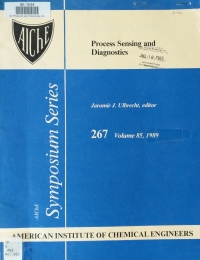 AIChE
Process Sensing and
Diagnostics
Jaromir J. Ulbrecht, editor
267 Volume 85, 1989
AIChE
Symposium Series
AMERICAN INSTITUTE OF CHEMICAL ENGINEERS